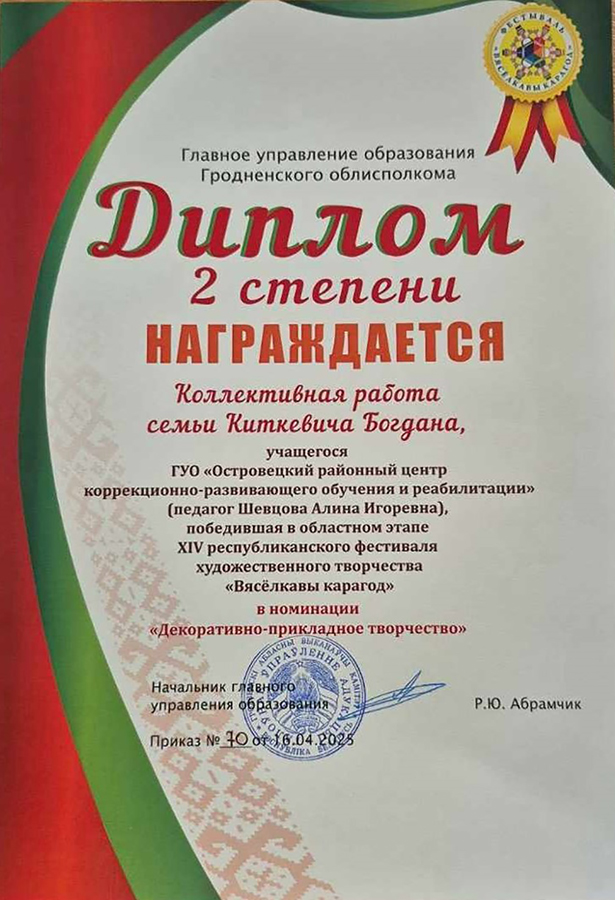 ФЕСТЫВАЛЬ
«ВЯСЁЛКАВЫ КАРАГОД»
Главное управление образования
Гродненского облисполкома
Диплом
2 степени
НАГРАЖДАЕТСЯ
Коллективная работа
семьи Киткевича Богдана,
учащегося
ГУО «Островецкий районный центр
коррекционно-развивающего обучения и реабилитации»
(педагог Шевцова Алина Игоревна),
победившая в областном этапе
XIV республиканского фестиваля
художественного творчества
«Вясёлкавы карагод»
в номинации
«Декоративно-прикладное творчество»
Начальник главного
управления образования
Р.Ю. Абрамчик
Приказ № 70 от 16.04.2025